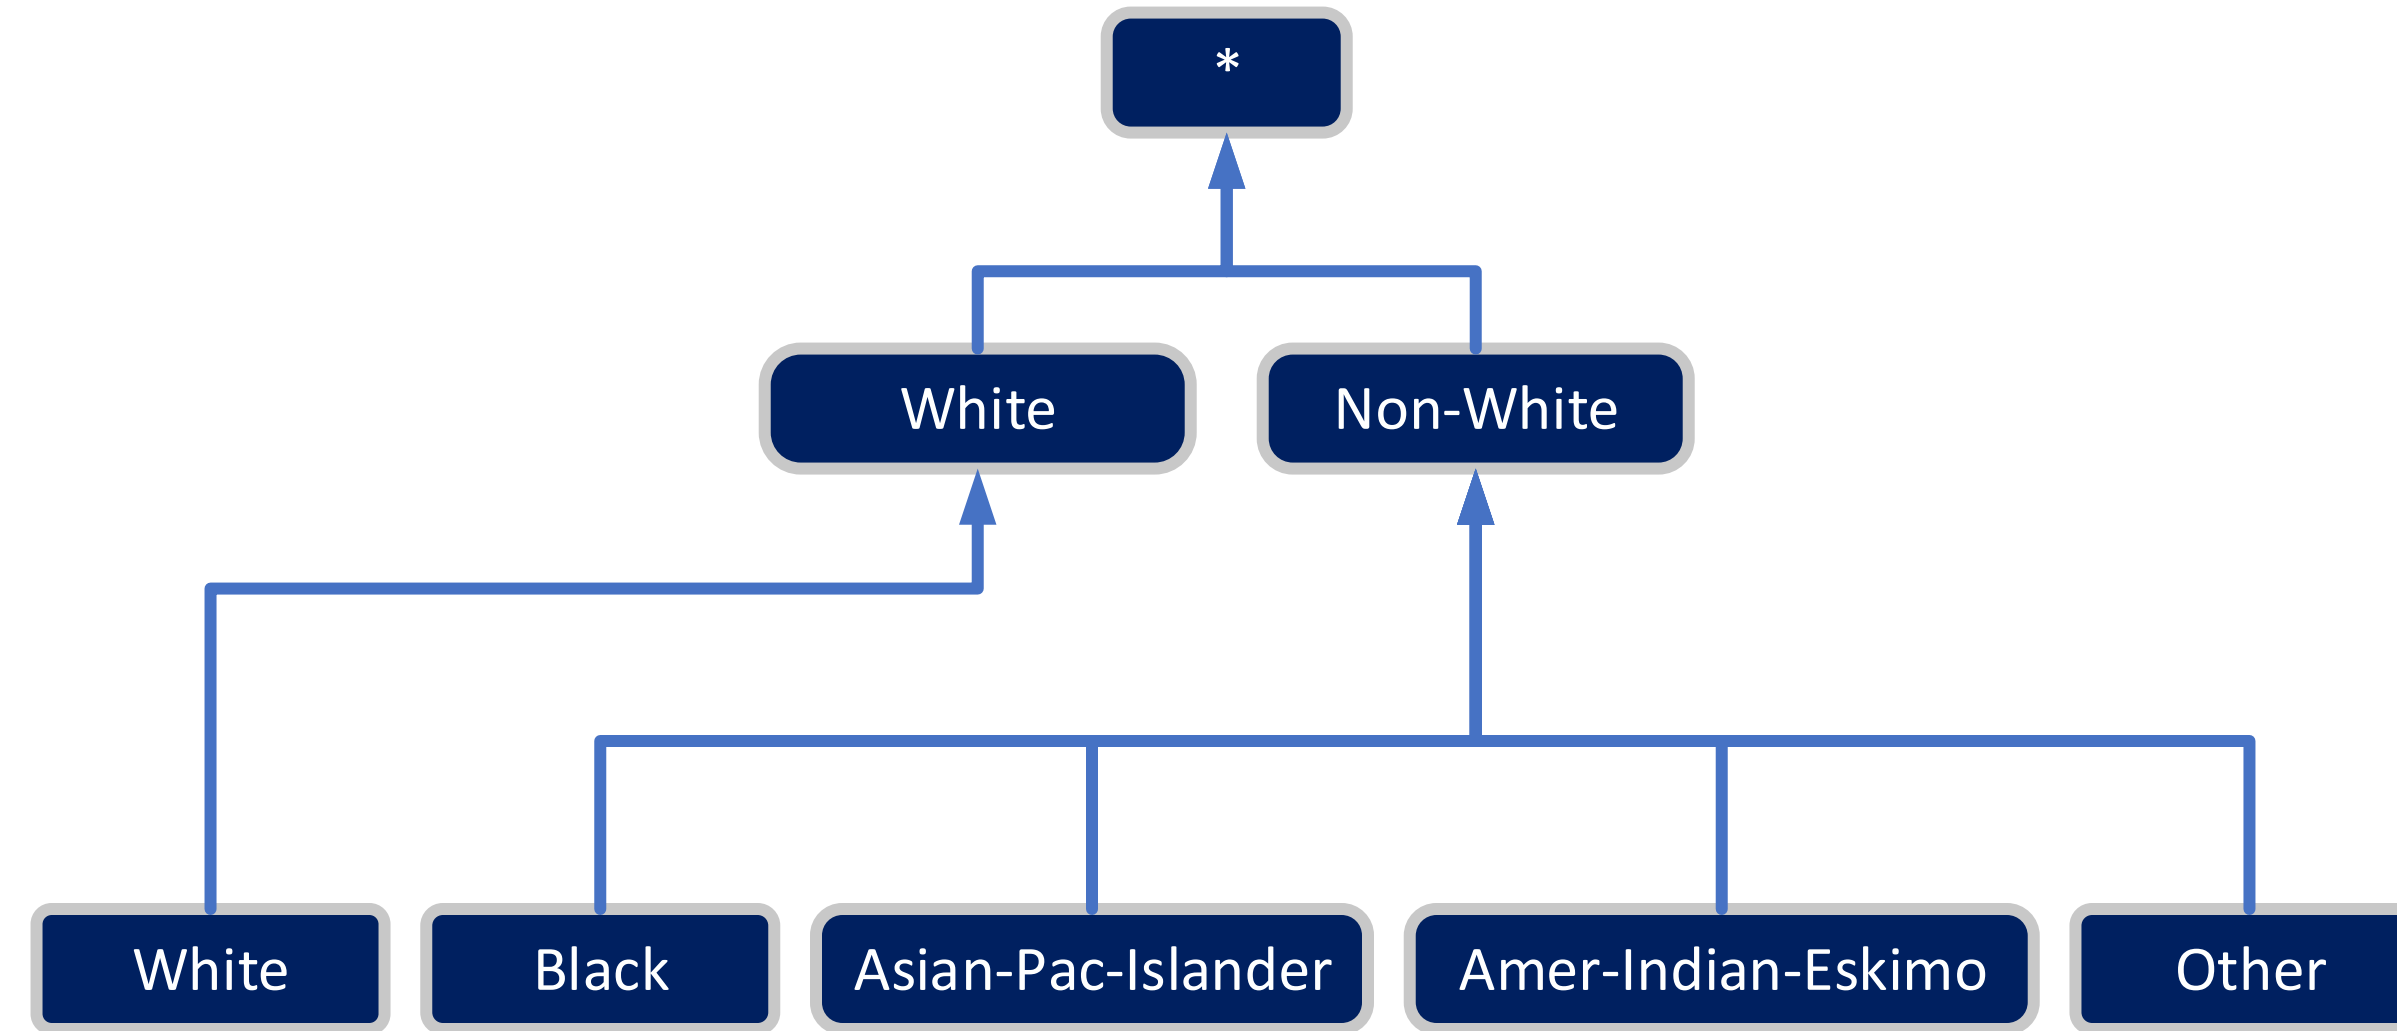 *
White
Non-White
White
Black
Asian-Pac-Islander
Amer-Indian-Eskimo
Other